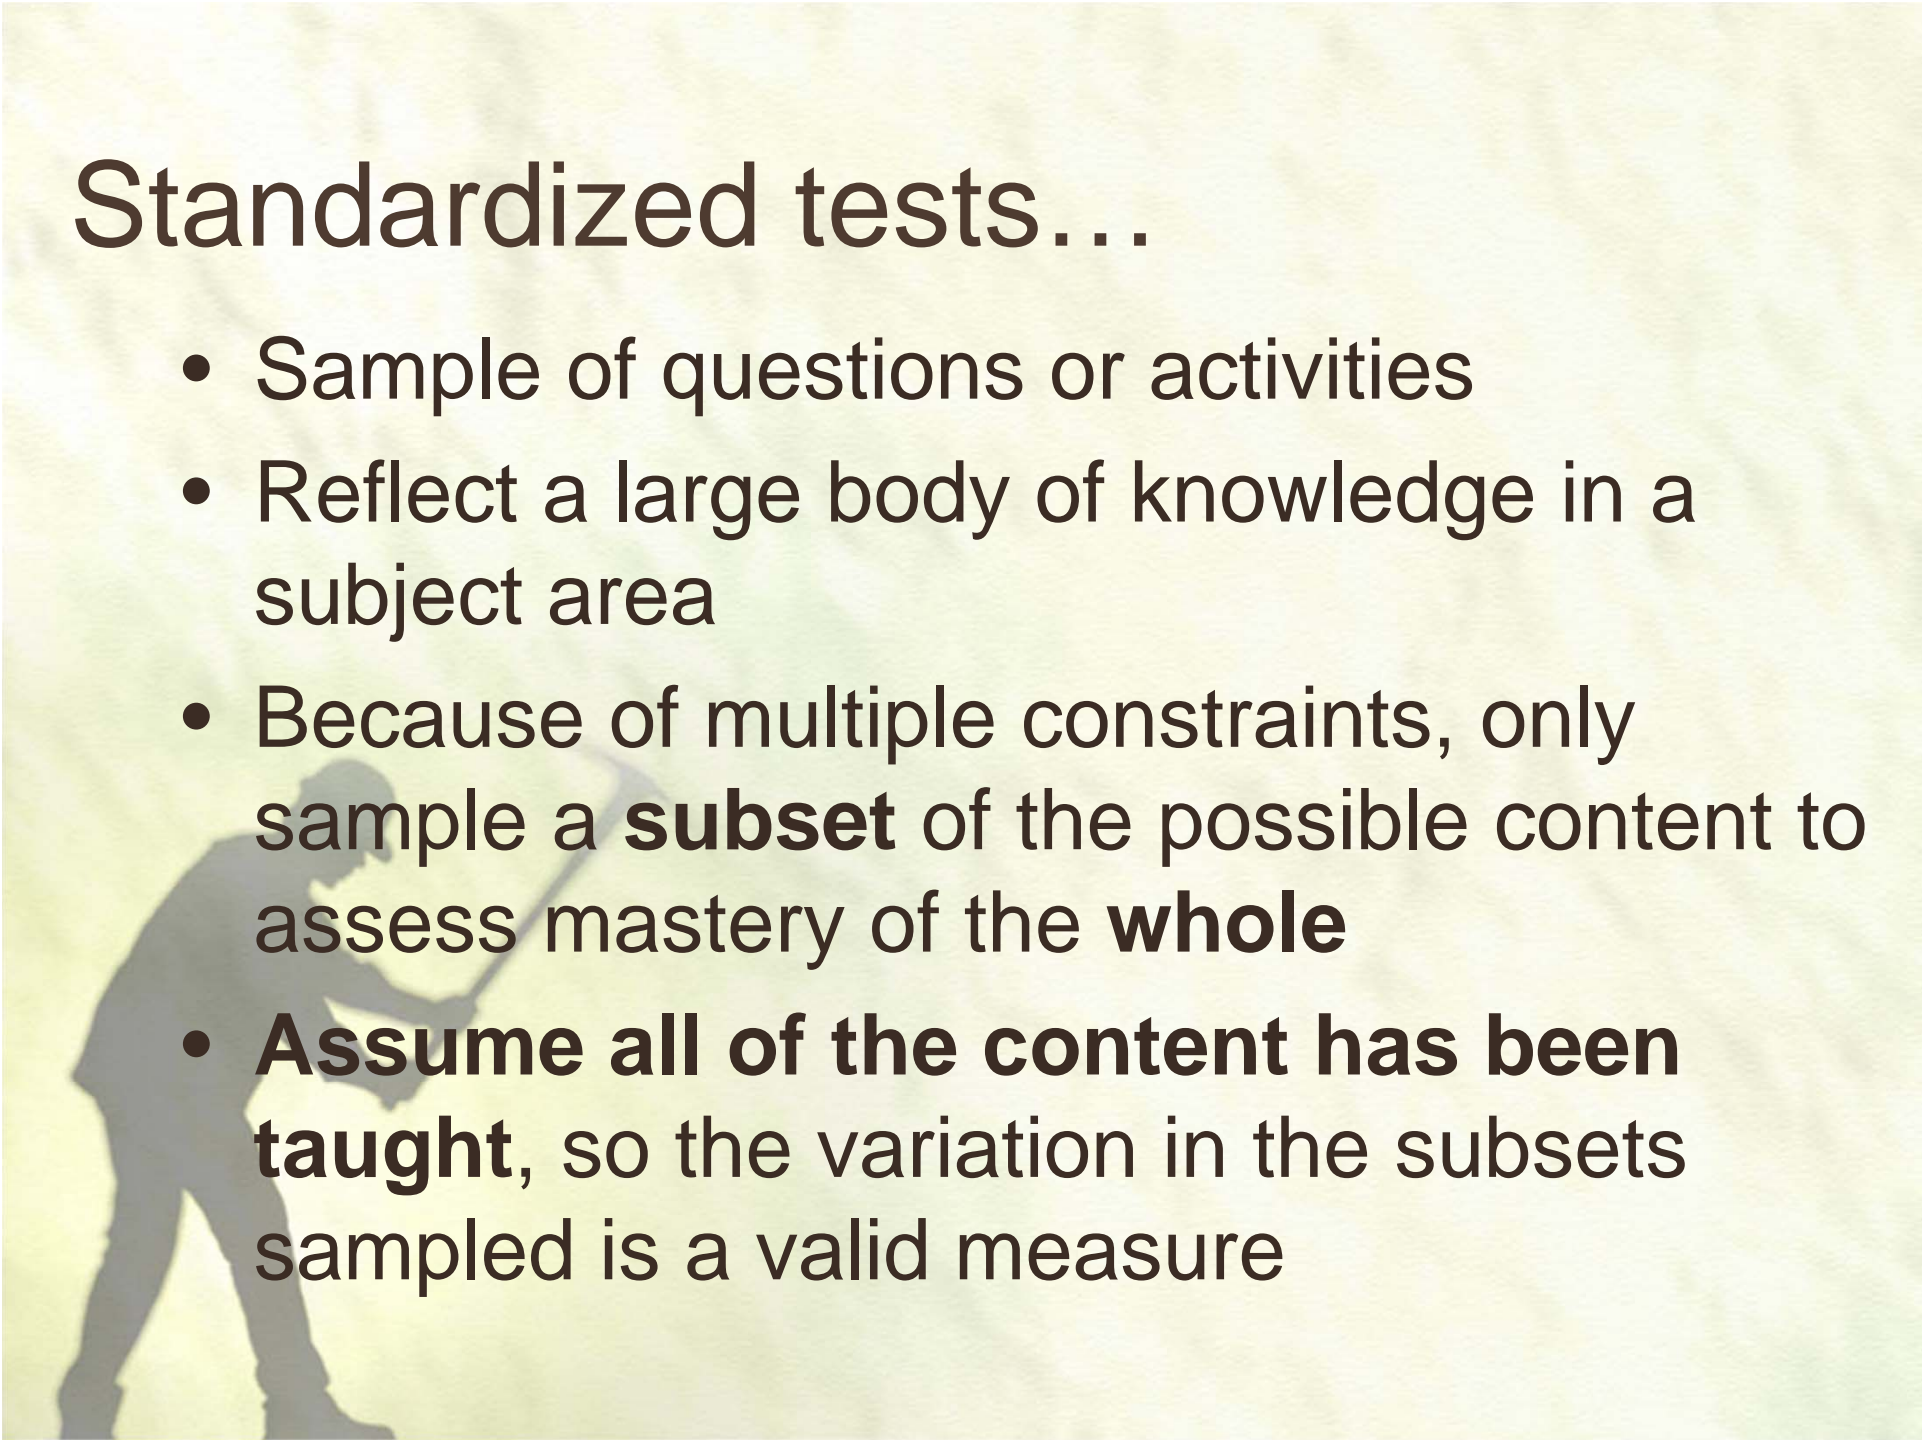 Standardized tests…
• Sample of questions or activities
• Reflect a large body of knowledge in a
subject area
• Because of multiple constraints, only
sample a subset of the possible content to
assess mastery of the whole
• Assume all of the content has been
taught, so the variation in the subsets
sampled is a valid measure